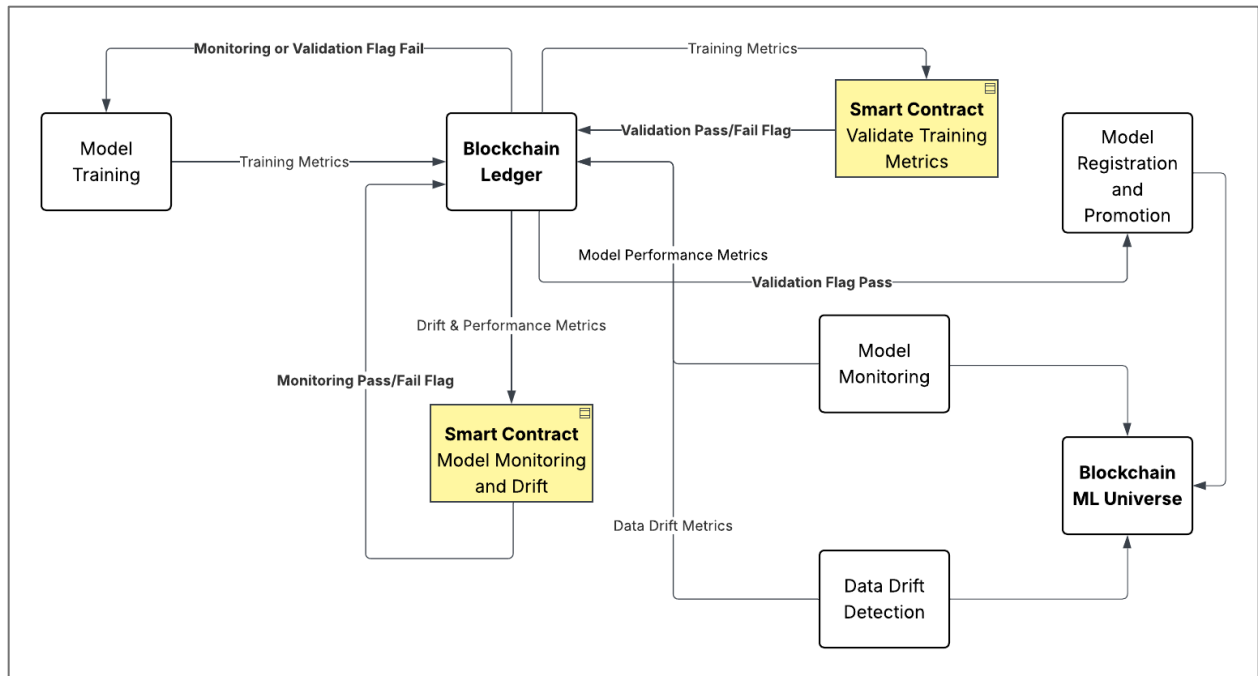 Monitoring or Validation Flag Fail
Training Metrics
Smart Contract
Validate Training
Metrics
Model
Training
Training Metrics
Blockchain
Ledger
Validation Pass/Fail Flag
Model
Registration
and
Promotion
Model Performance Metrics
Validation Flag Pass
Drift & Performance Metrics
Model
Monitoring
Monitoring Pass/Fail Flag
Smart Contract
Model Monitoring
and Drift
Blockchain
ML Universe
Data Drift Metrics
Data Drift
Detection